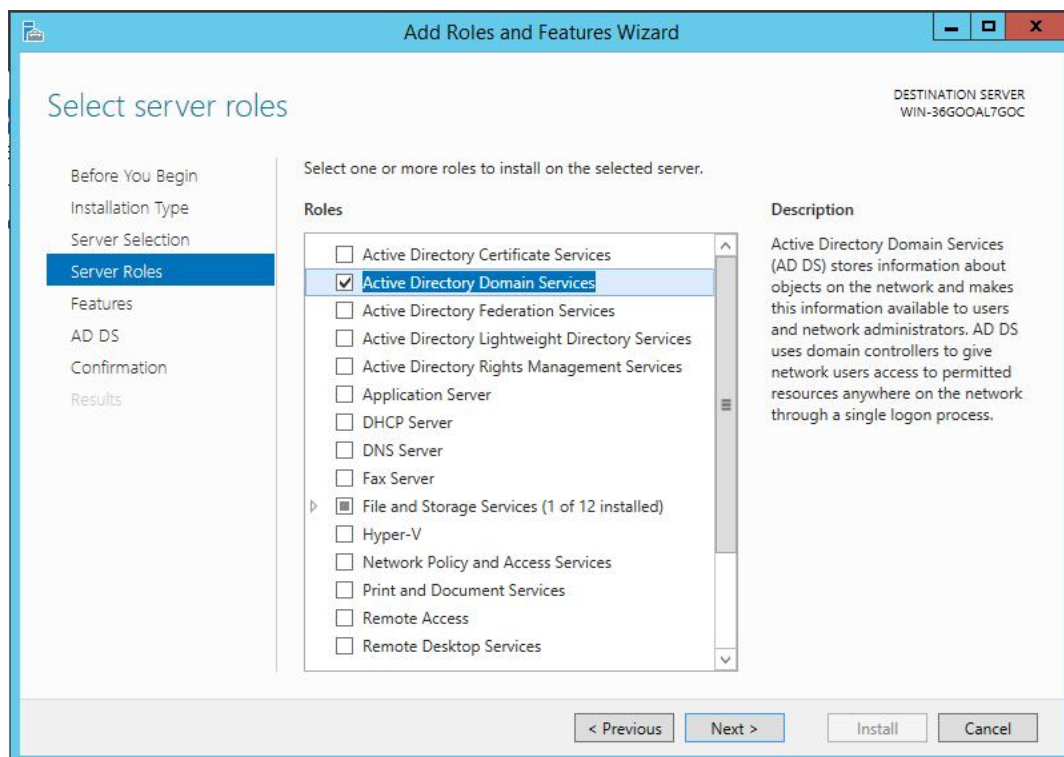 Add Roles and Features Wizard
Select server roles
DESTINATION SERVER
WIN-36GOOAL7GOC
Before You Begin
Installation Type
Server Selection
Server Roles
Features
AD DS
Confirmation
Results
Select one or more roles to install on the selected server.
Roles
Active Directory Certificate Services
Active Directory Domain Services
Active Directory Federation Services
Active Directory Lightweight Directory Services
Active Directory Rights Management Services
Application Server
DHCP Server
DNS Server
Fax Server
File and Storage Services (1 of 12 installed)
Hyper-V
Network Policy and Access Services
Print and Document Services
Remote Access
Remote Desktop Services
Description
Active Directory Domain Services
(AD DS) stores information about
objects on the network and makes
this information available to users
and network administrators. AD DS
uses domain controllers to give
network users access to permitted
resources anywhere on the network
through a single logon process.
< Previous
Next >
Install
Cancel